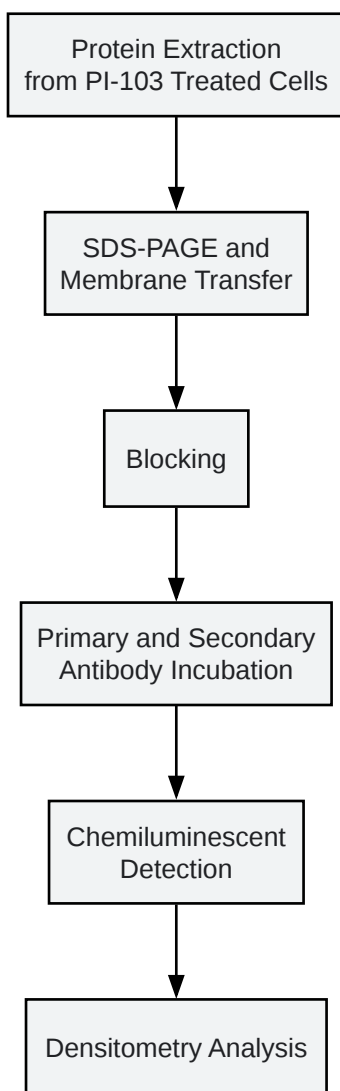 Protein Extraction
from PI-103 Treated Cells
SDS-PAGE and
Membrane Transfer
Blocking
Primary and Secondary
Antibody Incubation
Chemiluminescent
Detection
Densitometry Analysis